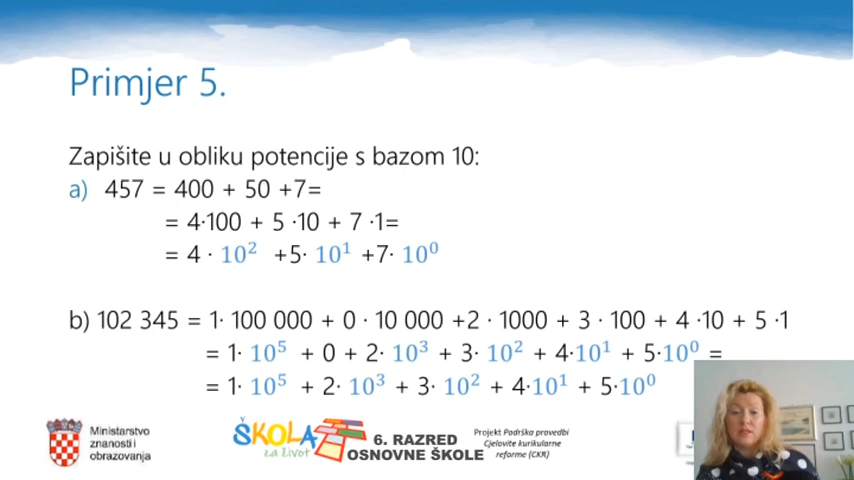 Primjer 5.
Zapišite u obliku potencije s bazom 10:
a) 457 = 400 + 50 +7=
= 4·100 + 5 ·10 + 7 ·1=
= 4 · 10² +5· 10¹ +7· 10⁰
b) 102 345 = 1· 100 000 + 0 · 10 000 +2 · 1000 + 3 · 100 + 4 ·10 + 5 ·1
= 1· 10⁵ + 0 + 2· 10³ + 3· 10² + 4·10¹ + 5·10⁰ =
= 1· 10⁵ + 2· 10³ + 3· 10² + 4·10¹ + 5·10⁰
Ministarstvo
znanosti i
obrazovanja
ŠKOLA
za život
6. RAZRED
OSNOVNE ŠKOLE
Projekt Podrška provedbi
Cjelovite kurikularne
reforme (CKR)